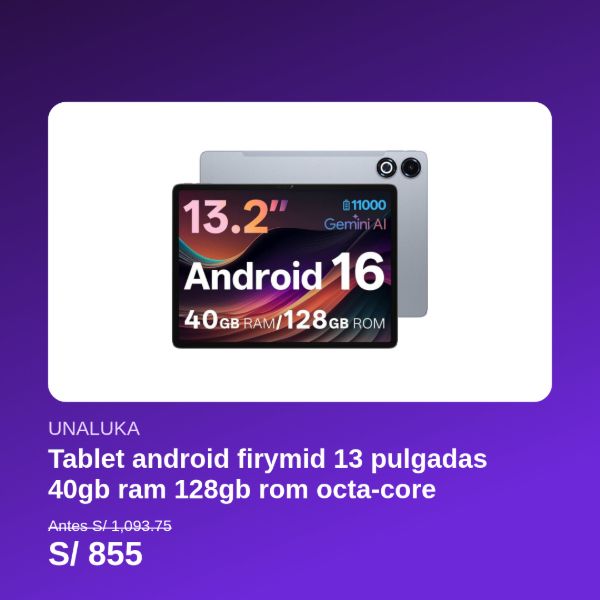 13.2"
11000
Gemini AI
Android 16
40GB RAM/128GB ROM
UNALUKA
Tablet android firymid 13 pulgadas
40gb ram 128gb rom octa-core
Antes S/ 1,093.75
S/ 855